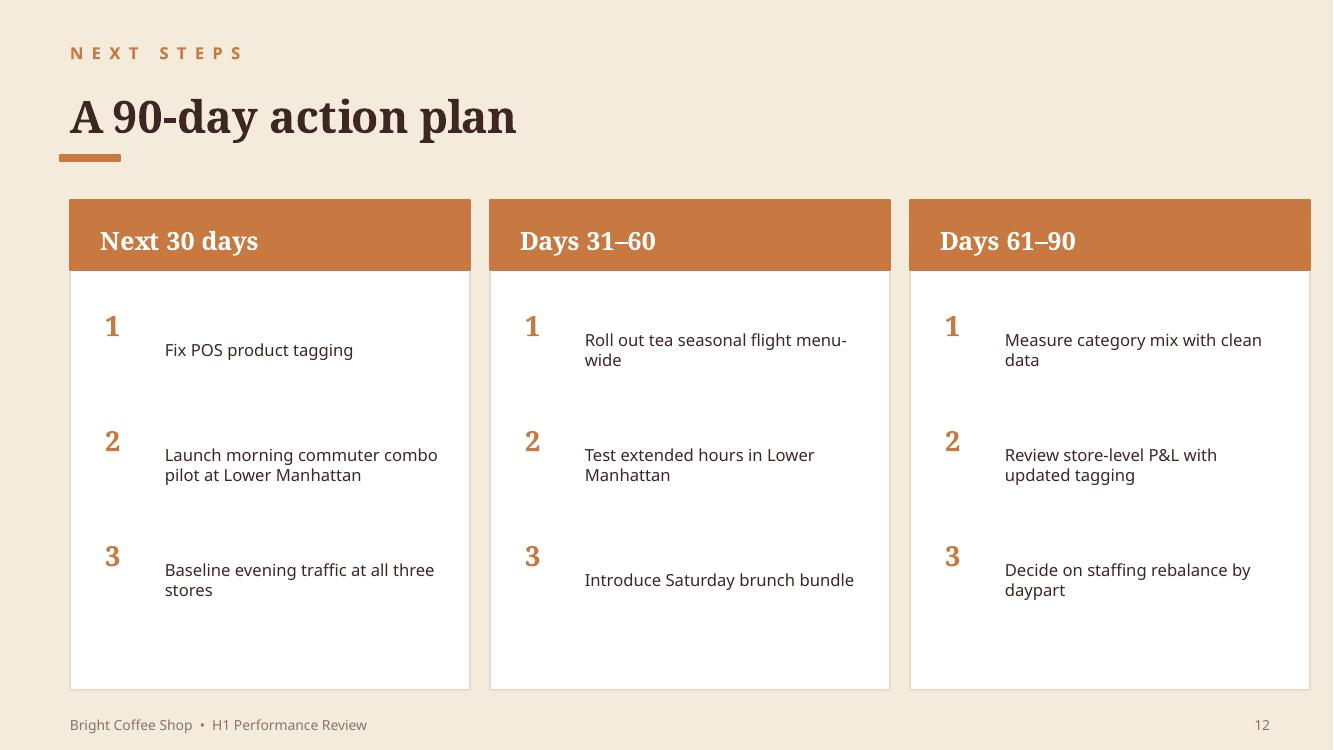 NEXT STEPS
A 90-day action plan
Next 30 days
1
Fix POS product tagging
2
Launch morning commuter combo
pilot at Lower Manhattan
3
Baseline evening traffic at all three
stores
Days 31–60
1
Roll out tea seasonal flight menu-
wide
2
Test extended hours in Lower
Manhattan
3
Introduce Saturday brunch bundle
Days 61–90
1
Measure category mix with clean
data
2
Review store-level P&L with
updated tagging
3
Decide on staffing rebalance by
daypart
Bright Coffee Shop • H1 Performance Review
12